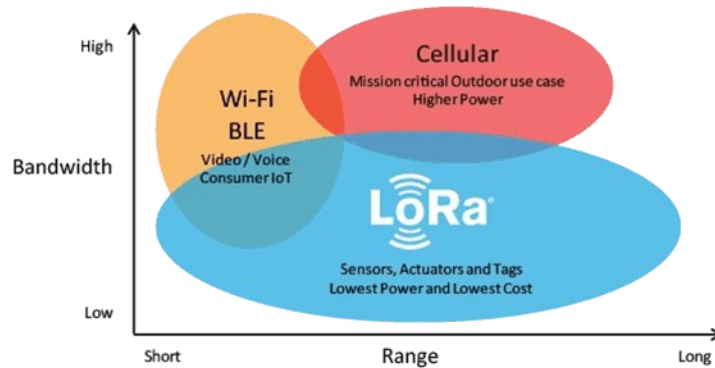 High
Cellular
Mission critical Outdoor use case
Higher Power
Wi-Fi
BLE
Video / Voice
Consumer IoT
Bandwidth
LoRa®
Sensors, Actuators and Tags
Lowest Power and Lowest Cost
Low
Short
Range
Long